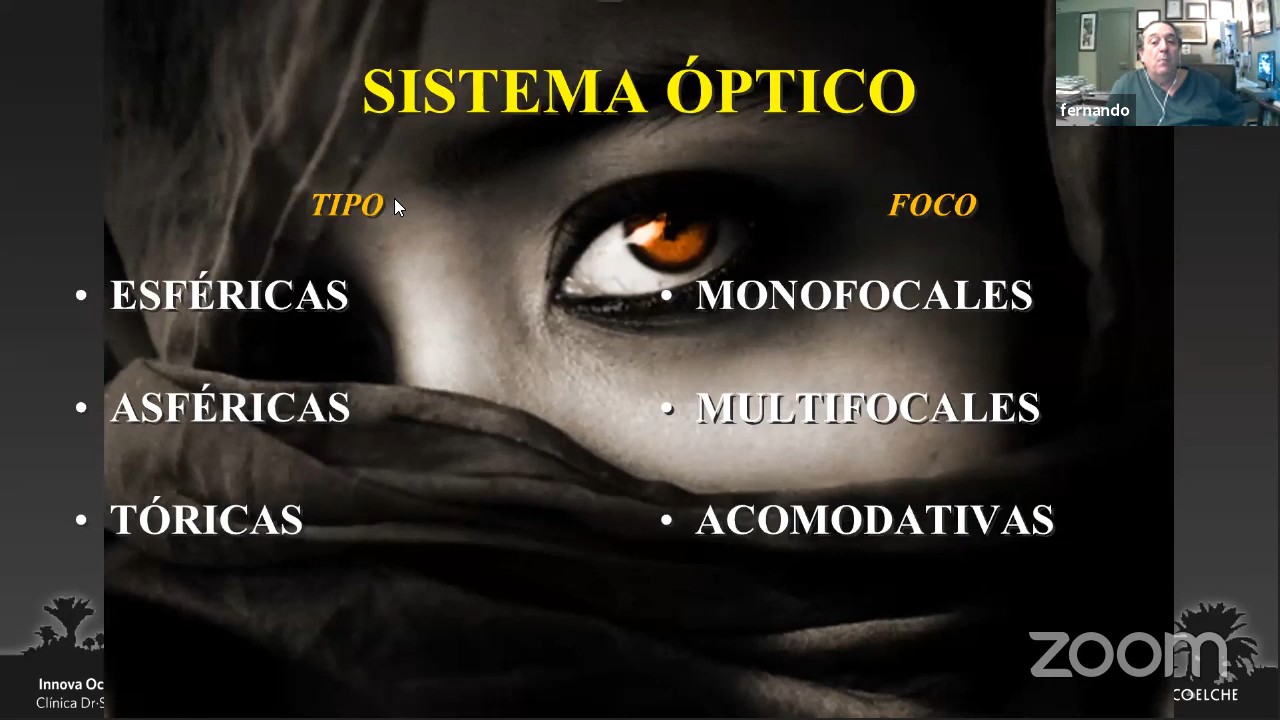 SISTEMA ÓPTICO
fernando
TIPO
FOCO
• ESFÉRICAS
• MONOFOCALES
• ASFÉRICAS
• MULTIFOCALES
• TÓRICAS
• ACOMODATIVAS
zoom
Innova Oc
Clínica Dr·S
COELCHE